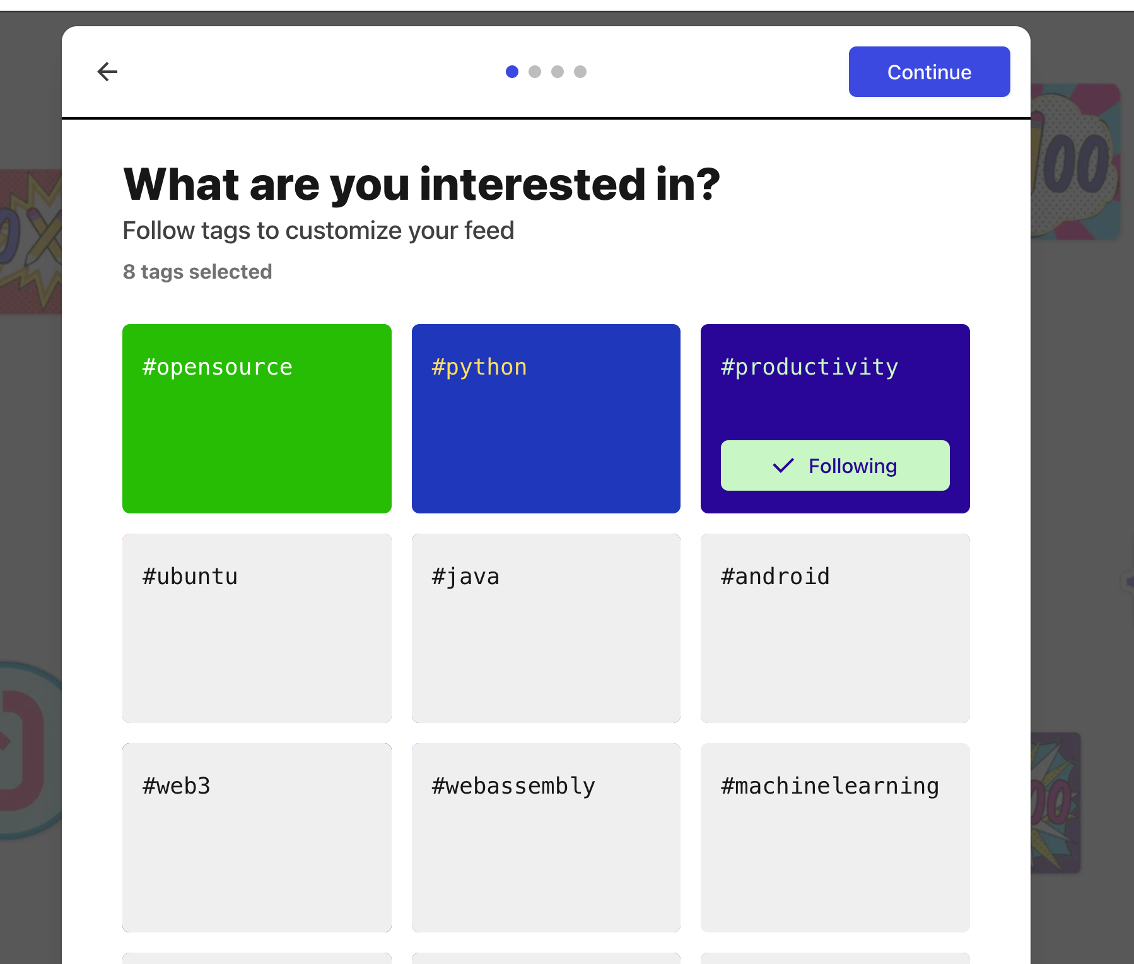 Continue
What are you interested in?
Follow tags to customize your feed
8 tags selected
#opensource
#python
#productivity
Following
#ubuntu
#java
#android
#web3
#webassembly
#machinelearning